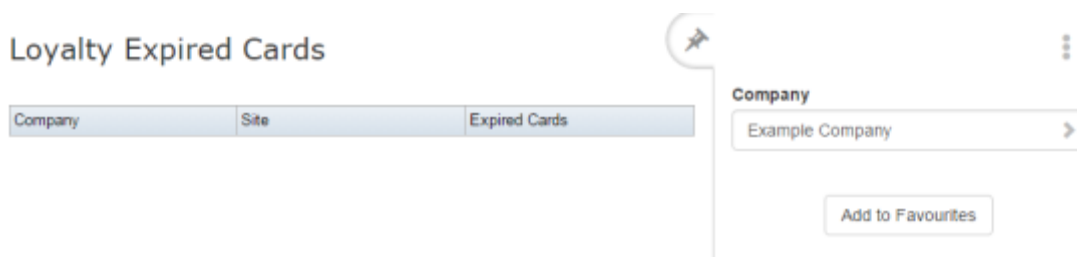 Loyalty Expired Cards
Company Site Expired Cards
Company
Example Company
Add to Favourites